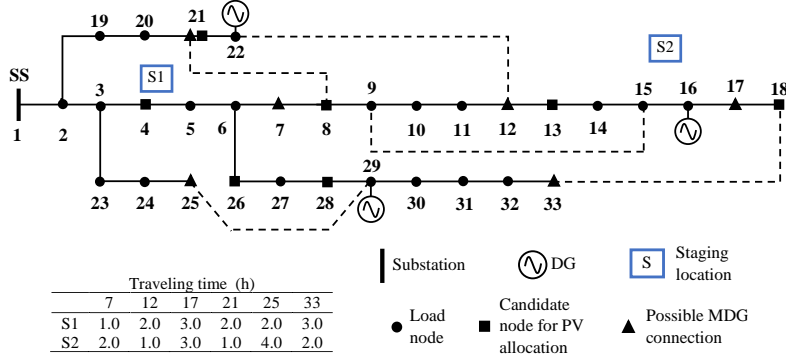 19 20 21 22
S2
SS S1
3 9 15 16 17 18
1 2 4 5 6 7 8 10 11 12 13 14
29
23 24 25 26 27 28 30 31 32 33
Traveling time (h)
7 12 17 21 25 33
S1 1.0 2.0 3.0 2.0 2.0 3.0
S2 2.0 1.0 3.0 1.0 4.0 2.0
Substation
DG
S Staging
location
Load
node
Candidate
node for PV
allocation
Possible MDG
connection